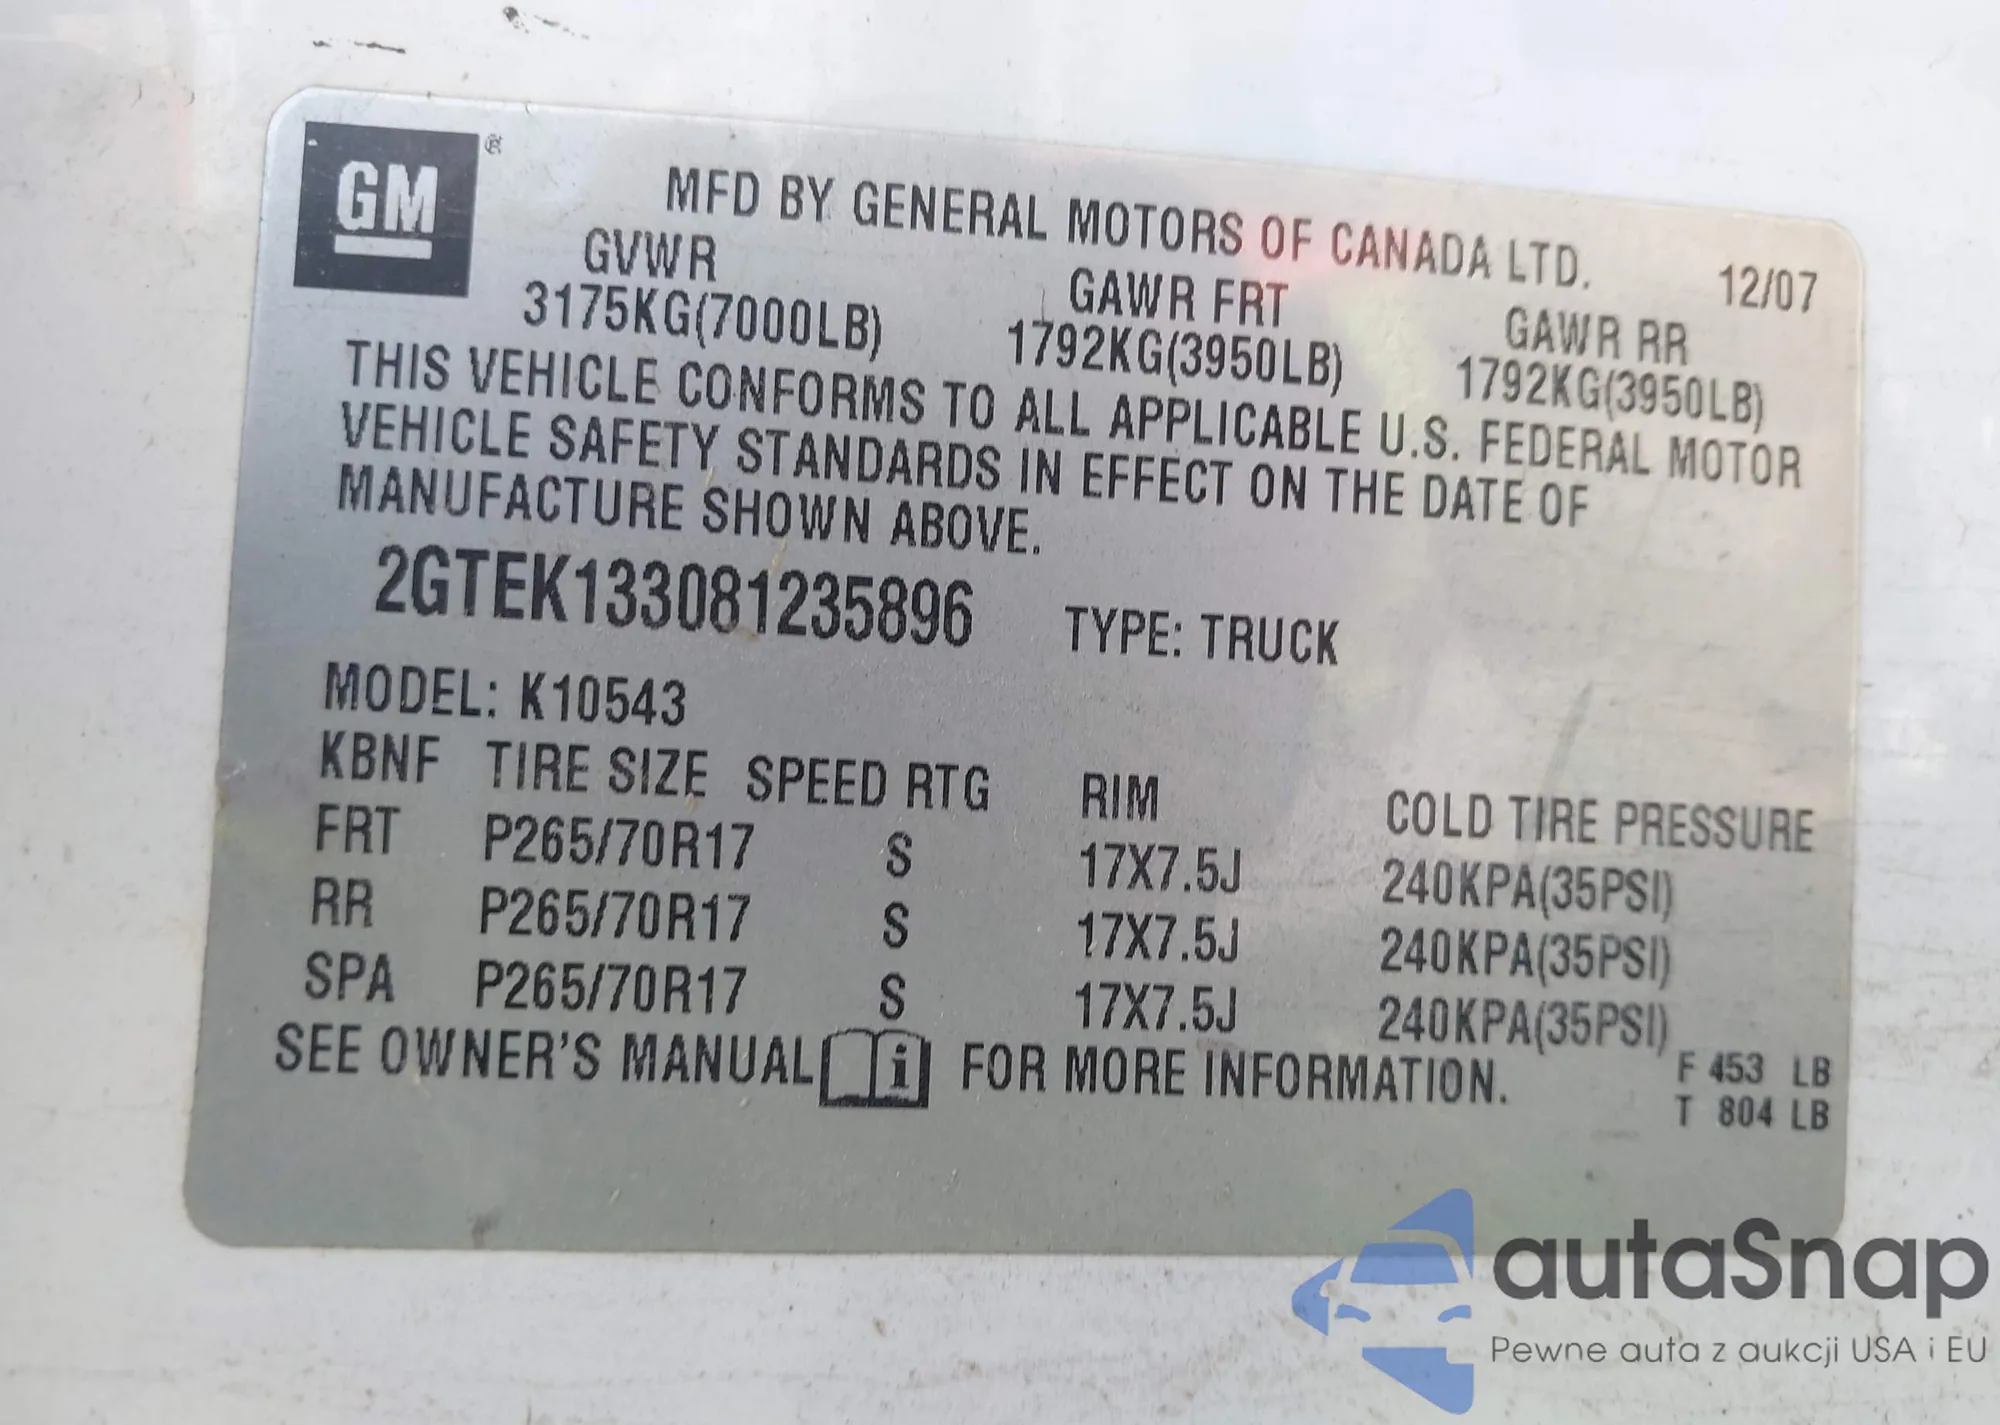 GM ®
MFD BY GENERAL MOTORS OF CANADA LTD. 12/07
GVWR GAWR FRT GAWR RR
3175KG(7000LB) 1792KG(3950LB) 1792KG(3950LB)
THIS VEHICLE CONFORMS TO ALL APPLICABLE U.S. FEDERAL MOTOR
VEHICLE SAFETY STANDARDS IN EFFECT ON THE DATE OF
MANUFACTURE SHOWN ABOVE.
2GTEK133081235896 TYPE: TRUCK
MODEL: K10543
KBNF TIRE SIZE SPEED RTG RIM COLD TIRE PRESSURE
FRT P265/70R17 S 17X7.5J 240KPA(35PSI)
RR P265/70R17 S 17X7.5J 240KPA(35PSI)
SPA P265/70R17 S 17X7.5J 240KPA(35PSI)
SEE OWNER'S MANUAL i FOR MORE INFORMATION.
F 453 LB
T 804 LB
autaSnap
Pewne auta z aukcji USA i EU